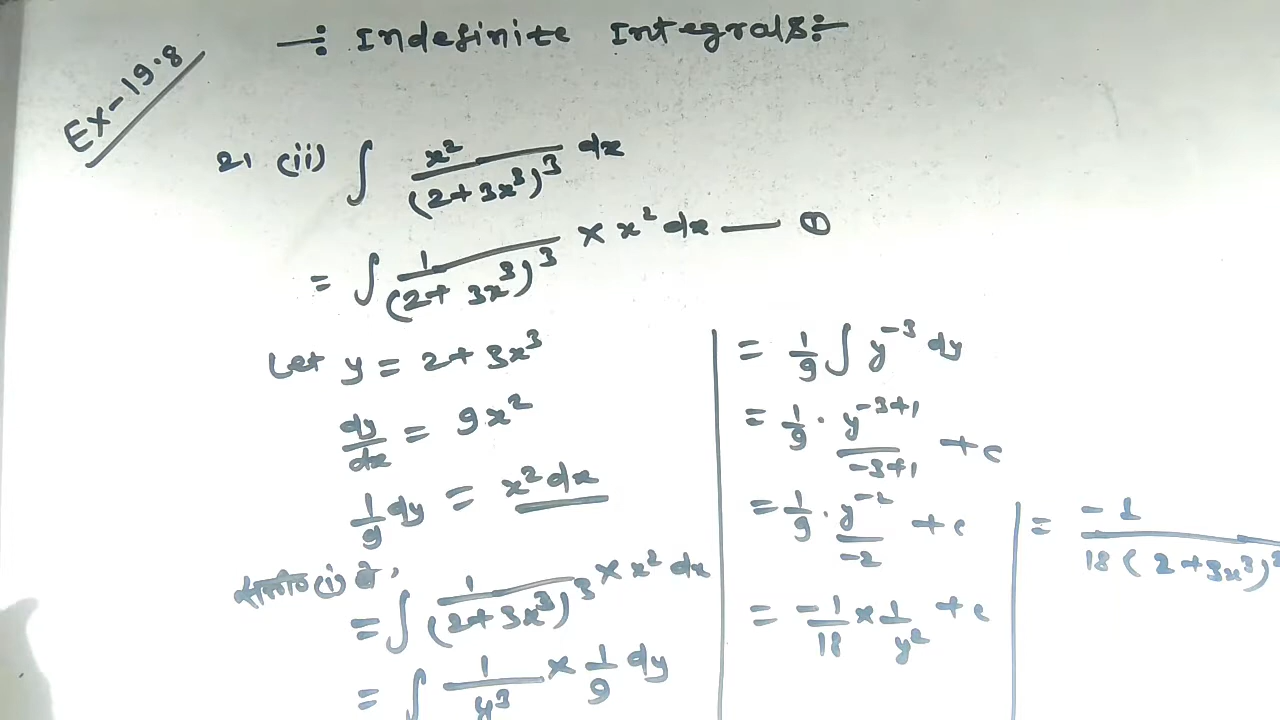 -: Indefinite Integrals:-
Ex-19.8
21 (ii) ∫ x²/(2+3x³)³ dx
= ∫ 1/(2+3x³)³ × x² dx — ①
Let y = 2+3x³
dy/dx = 9x²
1/9 dy = x² dx
(i) से,
= ∫ 1/(2+3x³)³ × x² dx
= ∫ 1/y³ × 1/9 dy
= 1/9 ∫ y⁻³ dy
= 1/9 · y⁻³⁺¹/-3+1 + c
= 1/9 · y⁻²/-2 + c
= -1/18 × 1/y² + c
= -1/18(2+3x³)²